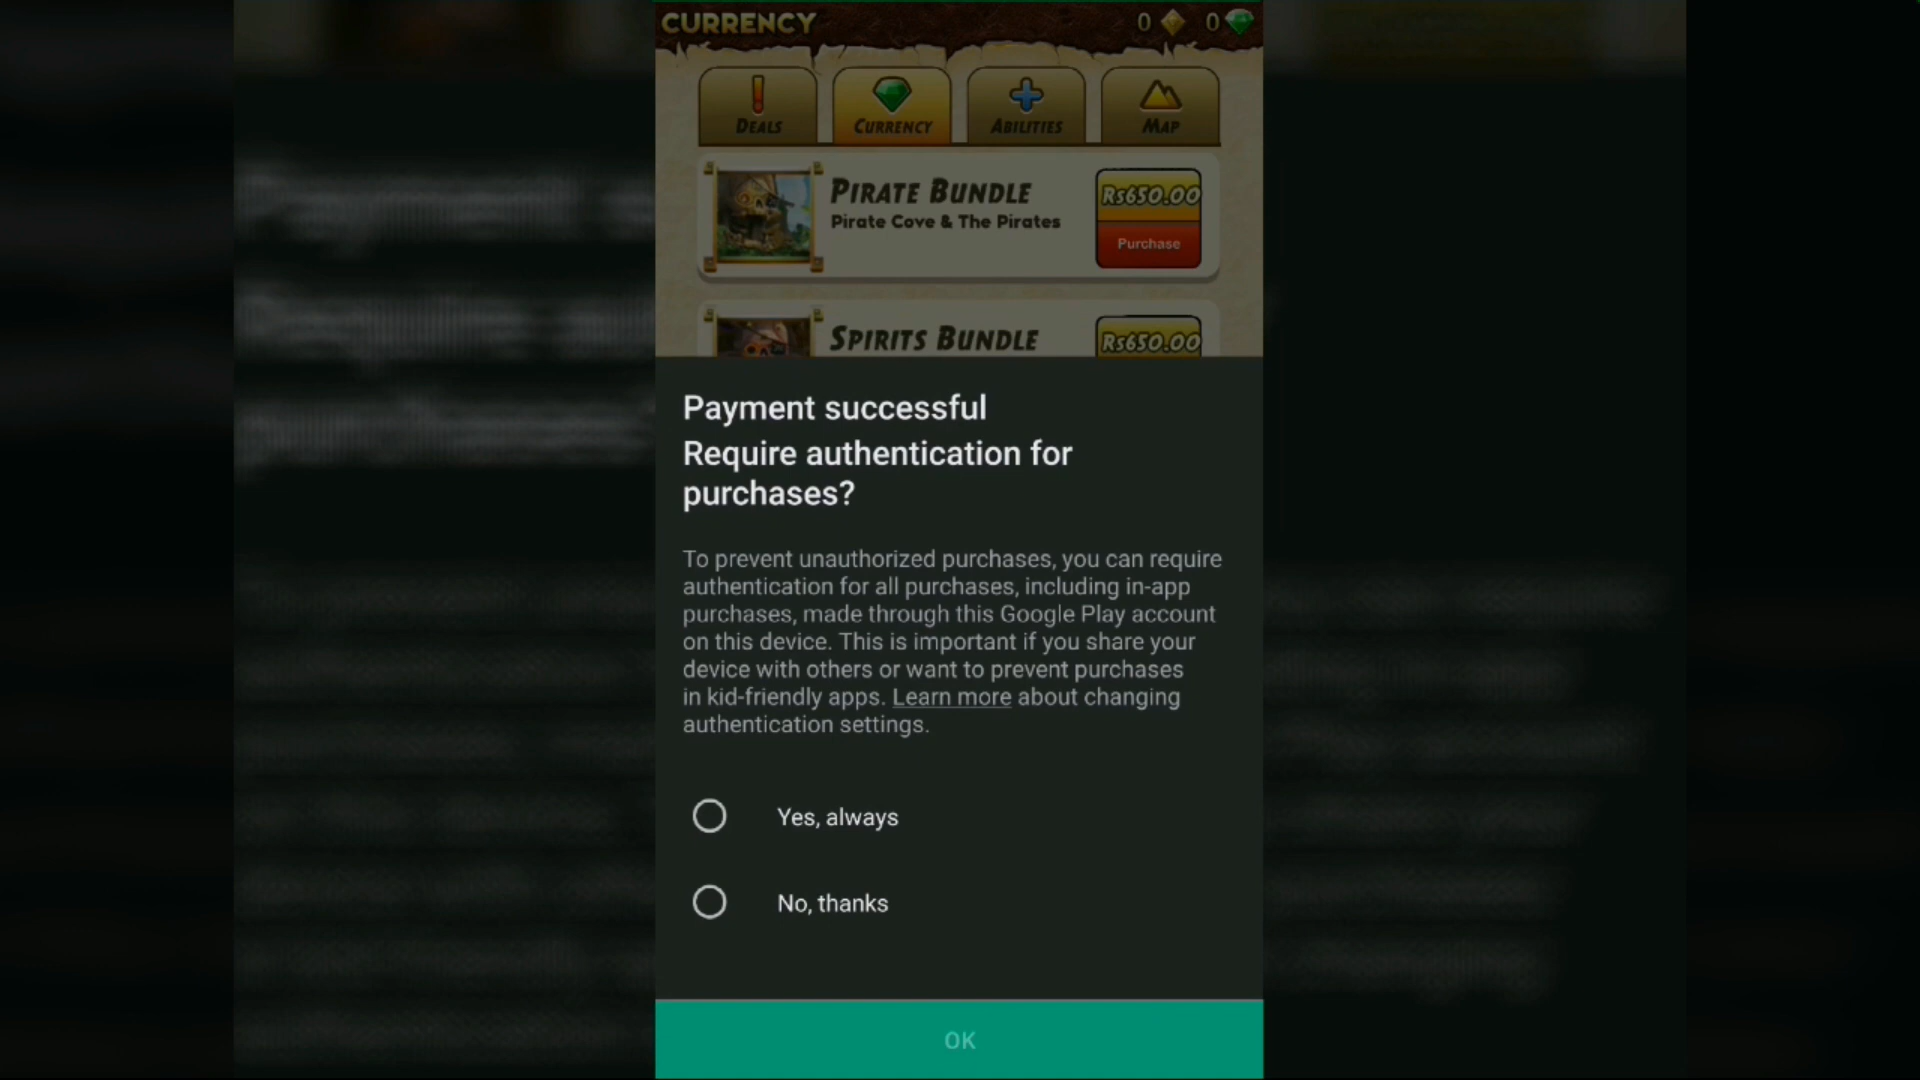 CURRENCY 0 0
DEALS CURRENCY ABILITIES MAP
PIRATE BUNDLE
Pirate Cove & The Pirates
Rs650.00
Purchase
SPIRITS BUNDLE
Rs650.00
Payment successful
Require authentication for
purchases?
To prevent unauthorized purchases, you can require
authentication for all purchases, including in-app
purchases, made through this Google Play account
on this device. This is important if you share your
device with others or want to prevent purchases
in kid-friendly apps. Learn more about changing
authentication settings.
Yes, always
No, thanks
OK